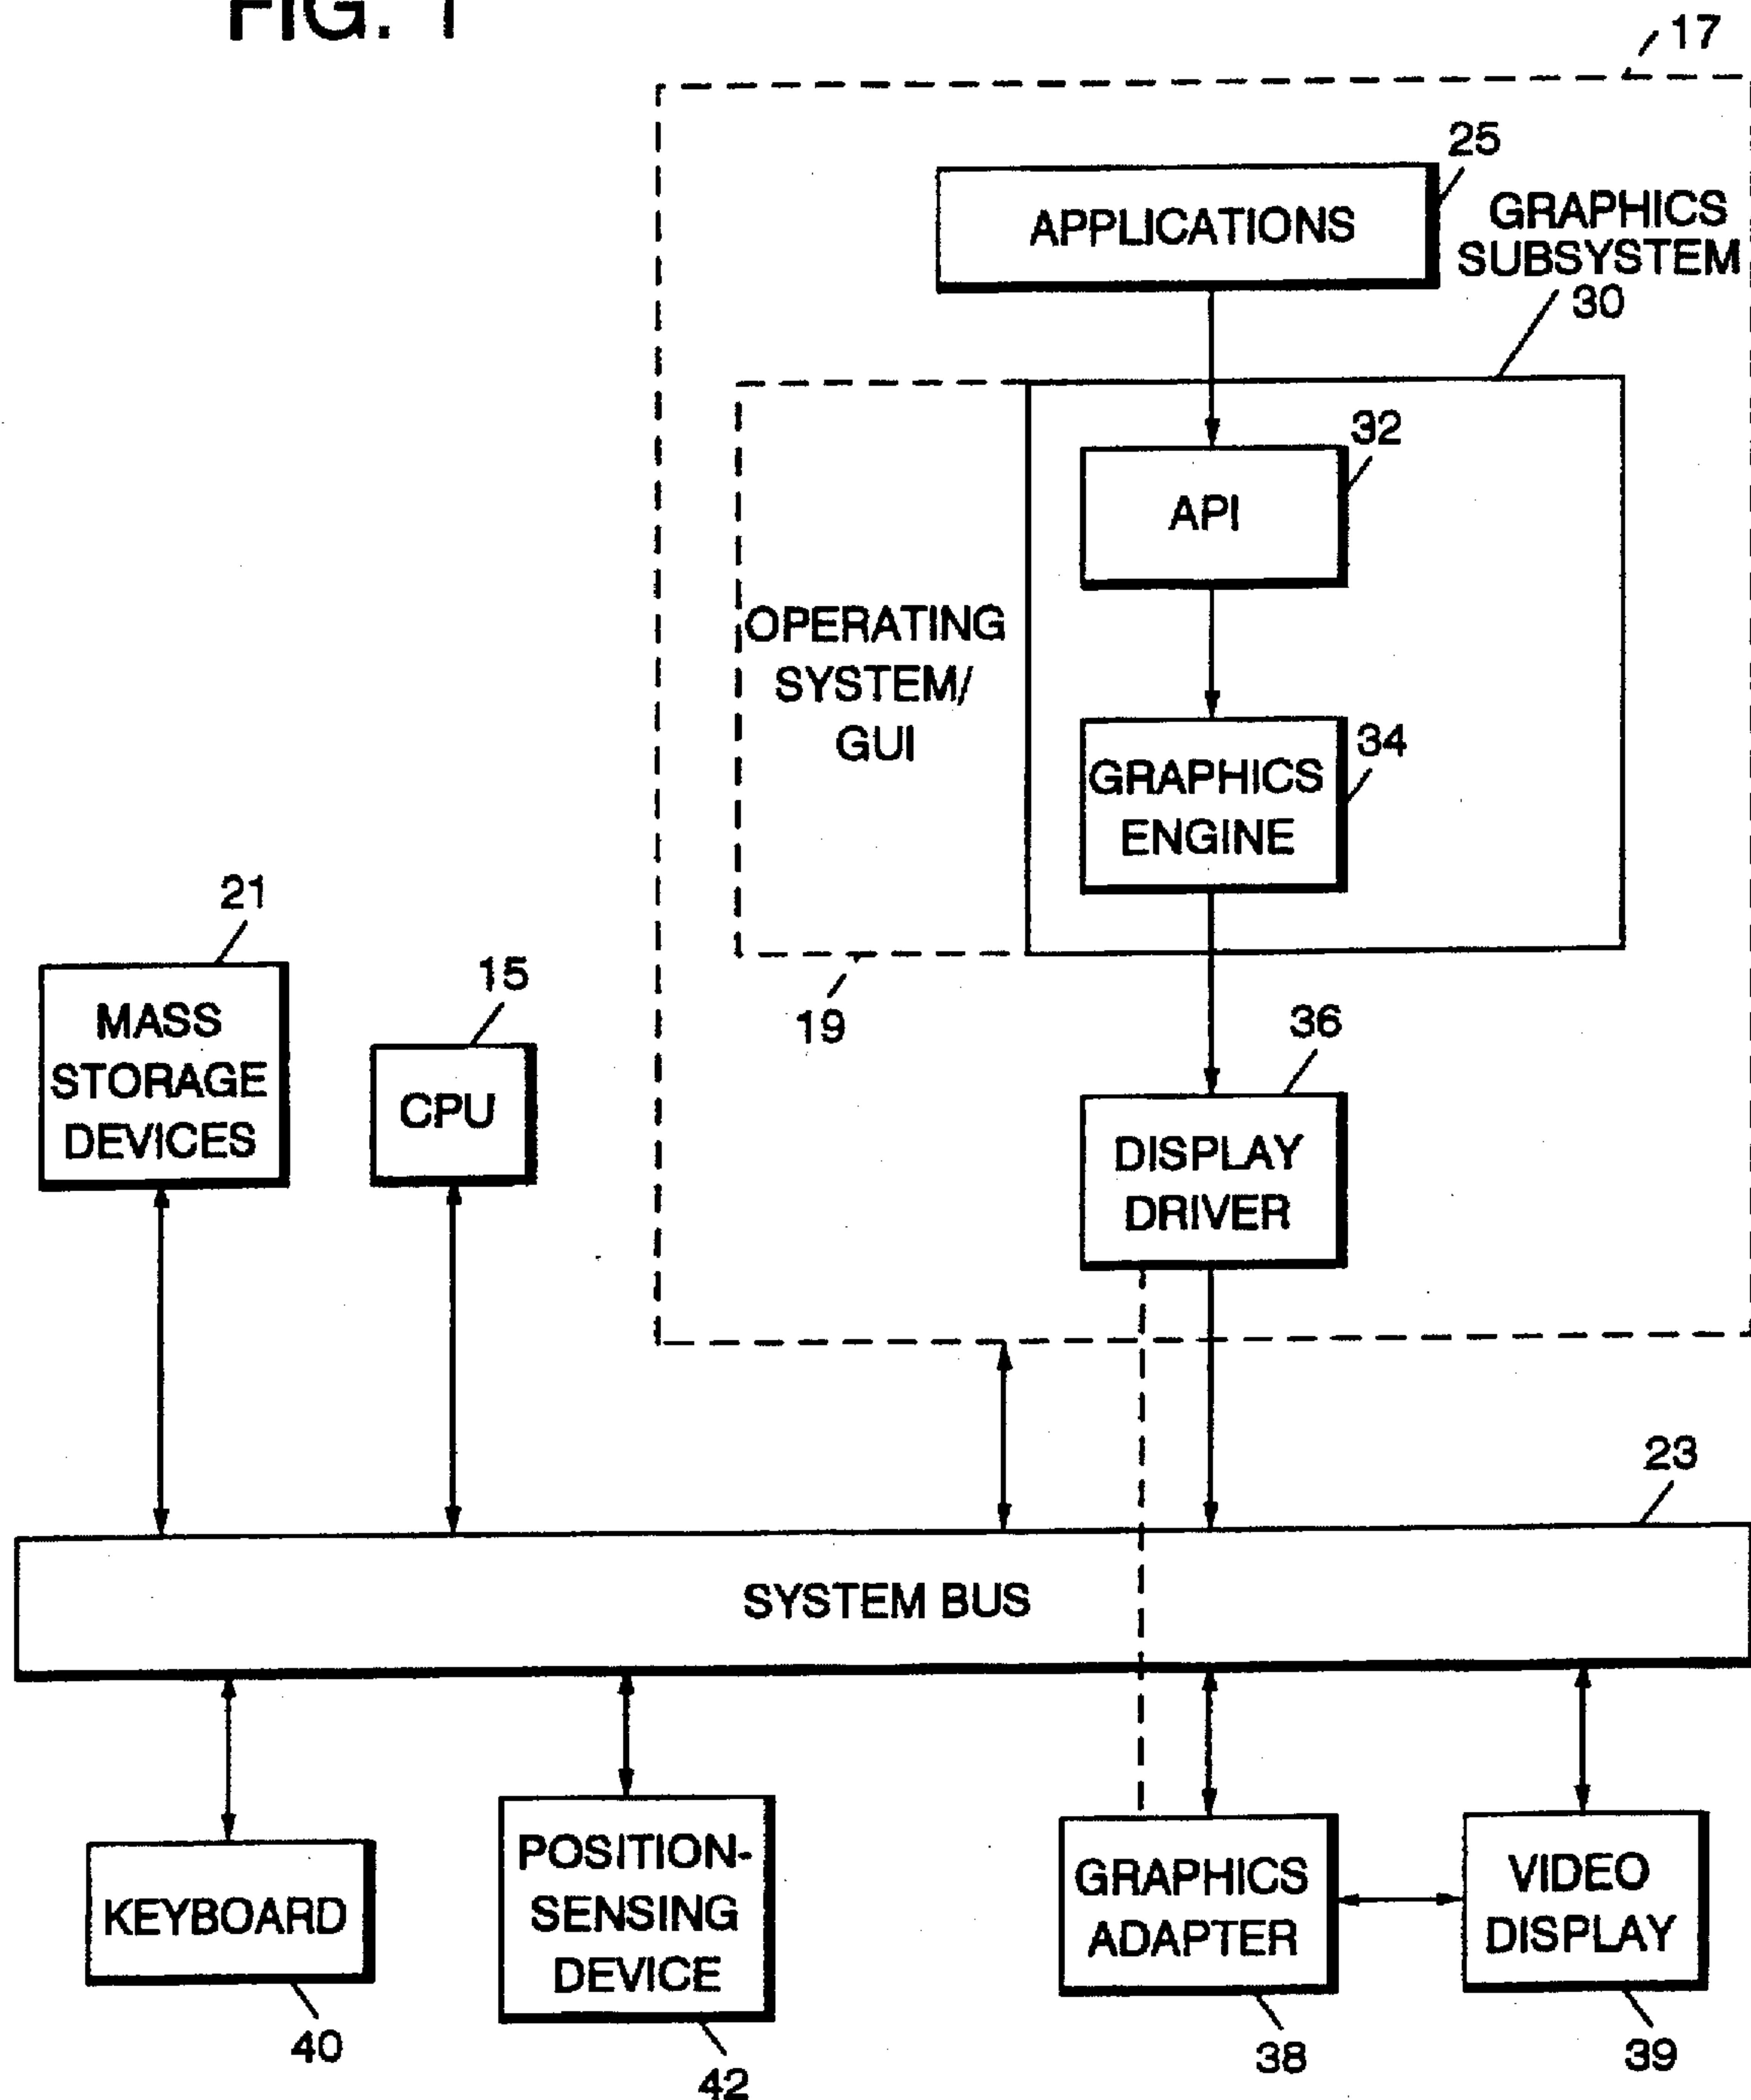 FIG. 1
17
25
APPLICATIONS
GRAPHICS
SUBSYSTEM
30
32
API
OPERATING
SYSTEM/
GUI
34
GRAPHICS
ENGINE
21
15
19
36
MASS
STORAGE
DEVICES
CPU
DISPLAY
DRIVER
23
SYSTEM BUS
KEYBOARD
POSITION-
SENSING
DEVICE
GRAPHICS
ADAPTER
VIDEO
DISPLAY
40
42
38
39